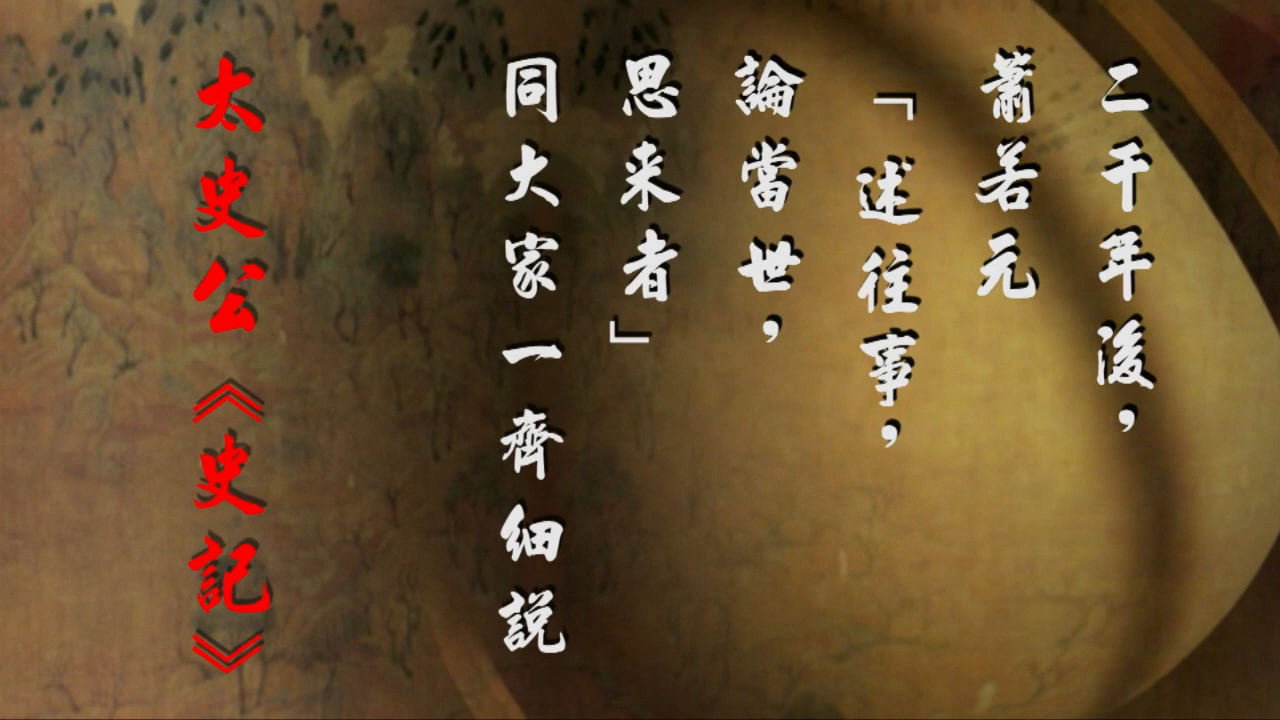 二千年後，
蕭若元
「述往事，
論當世，
思来者」
同大家一齊細説
太史公《史記》